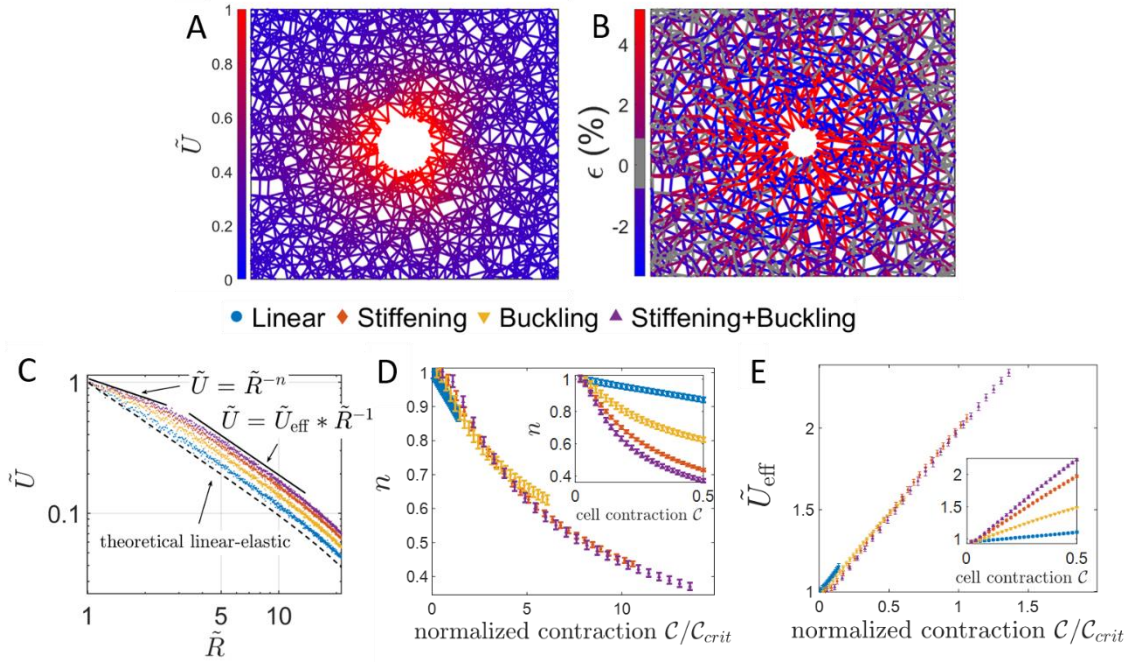 A
B
1
0.8
0.6
0.4
0.2
0
Ũ
4
2
0
-2
ϵ (%)
Linear
Stiffening
Buckling
Stiffening+Buckling
C
D
E
1
0.1
Ũ
Ũ = R̃⁻ⁿ
Ũ = Ũeff * R̃⁻¹
theoretical linear-elastic
1 5 10
R̃
1
0.9
0.8
0.7
0.6
0.5
0.4
n
0 5 10
normalized contraction C/Ccrit
1
0.8
0.6
0.4
n
0 0.5
cell contraction C
2
1.5
1
Ũeff
0 0.5 1 1.5
normalized contraction C/Ccrit
2
1.5
1
0 0.5
cell contraction C